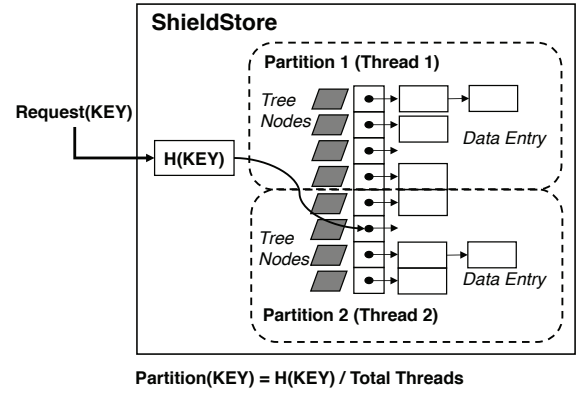 ShieldStore
Partition 1 (Thread 1)
Tree
Nodes
Data Entry
Request(KEY)
H(KEY)
Tree
Nodes
Data Entry
Partition 2 (Thread 2)
Partition(KEY) = H(KEY) / Total Threads